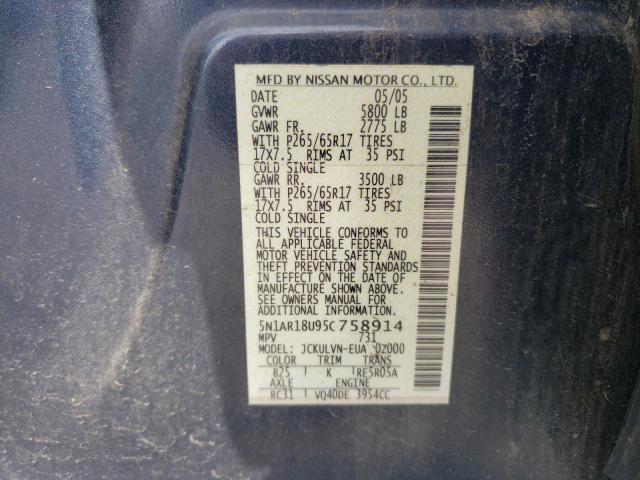 MFD BY NISSAN MOTOR CO., LTD.
DATE 05/05
GVWR 5800 LB
GAWR FR. 2775 LB
WITH P265/65R17 TIRES
17X7.5 RIMS AT 35 PSI
COLD SINGLE
GAWR RR. 3500 LB
WITH P265/65R17 TIRES
17X7.5 RIMS AT 35 PSI
COLD SINGLE
THIS VEHICLE CONFORMS TO
ALL APPLICABLE FEDERAL
MOTOR VEHICLE SAFETY AND
THEFT PREVENTION STANDARDS
IN EFFECT ON THE DATE OF
MANUFACTURE SHOWN ABOVE.
SEE OWNERS MANUAL FOR
ADDITIONAL INFORMATION.
5N1AR18U95C758914
MPV 731
MODEL: JCKULVN-EUA 02000
COLOR TRIM TRANS
B25 K RE5R05A
AXLE ENGINE
RC31 VQ40DE 3954CC